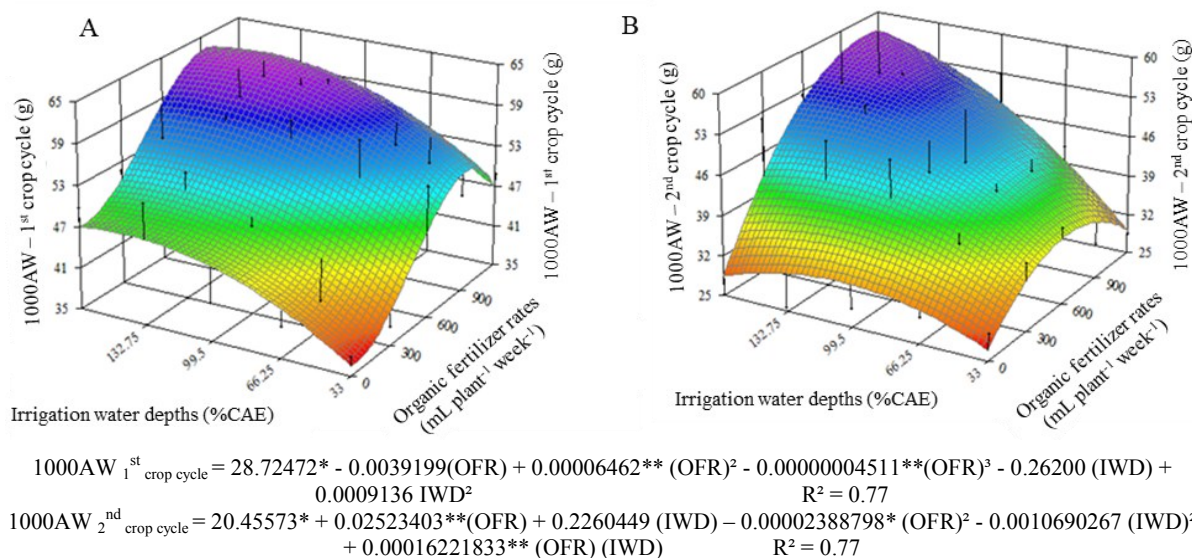 A
B
1000AW – 1st crop cycle (g)
65
59
53
47
41
35
1000AW – 1st crop cycle (g)
65
59
53
47
41
35
132.75
99.5
66.25
33
0
300
600
900
Irrigation water depths (%CAE)
Organic fertilizer rates
(mL plant-1 week-1)
1000AW – 2nd crop cycle (g)
60
53
46
39
32
25
1000AW – 2nd crop cycle (g)
60
53
46
39
32
25
132.75
99.5
66.25
33
0
300
600
900
Irrigation water depths (%CAE)
Organic fertilizer rates
(mL plant-1 week-1)
1000AW 1st crop cycle = 28.72472* - 0.0039199(OFR) + 0.00006462** (OFR)² - 0.00000004511**(OFR)³ - 0.26200 (IWD) +
0.0009136 IWD² R² = 0.77
1000AW 2nd crop cycle = 20.45573* + 0.02523403**(OFR) + 0.2260449 (IWD) – 0.00002388798* (OFR)² - 0.0010690267 (IWD)²
+ 0.00016221833** (OFR) (IWD) R² = 0.77